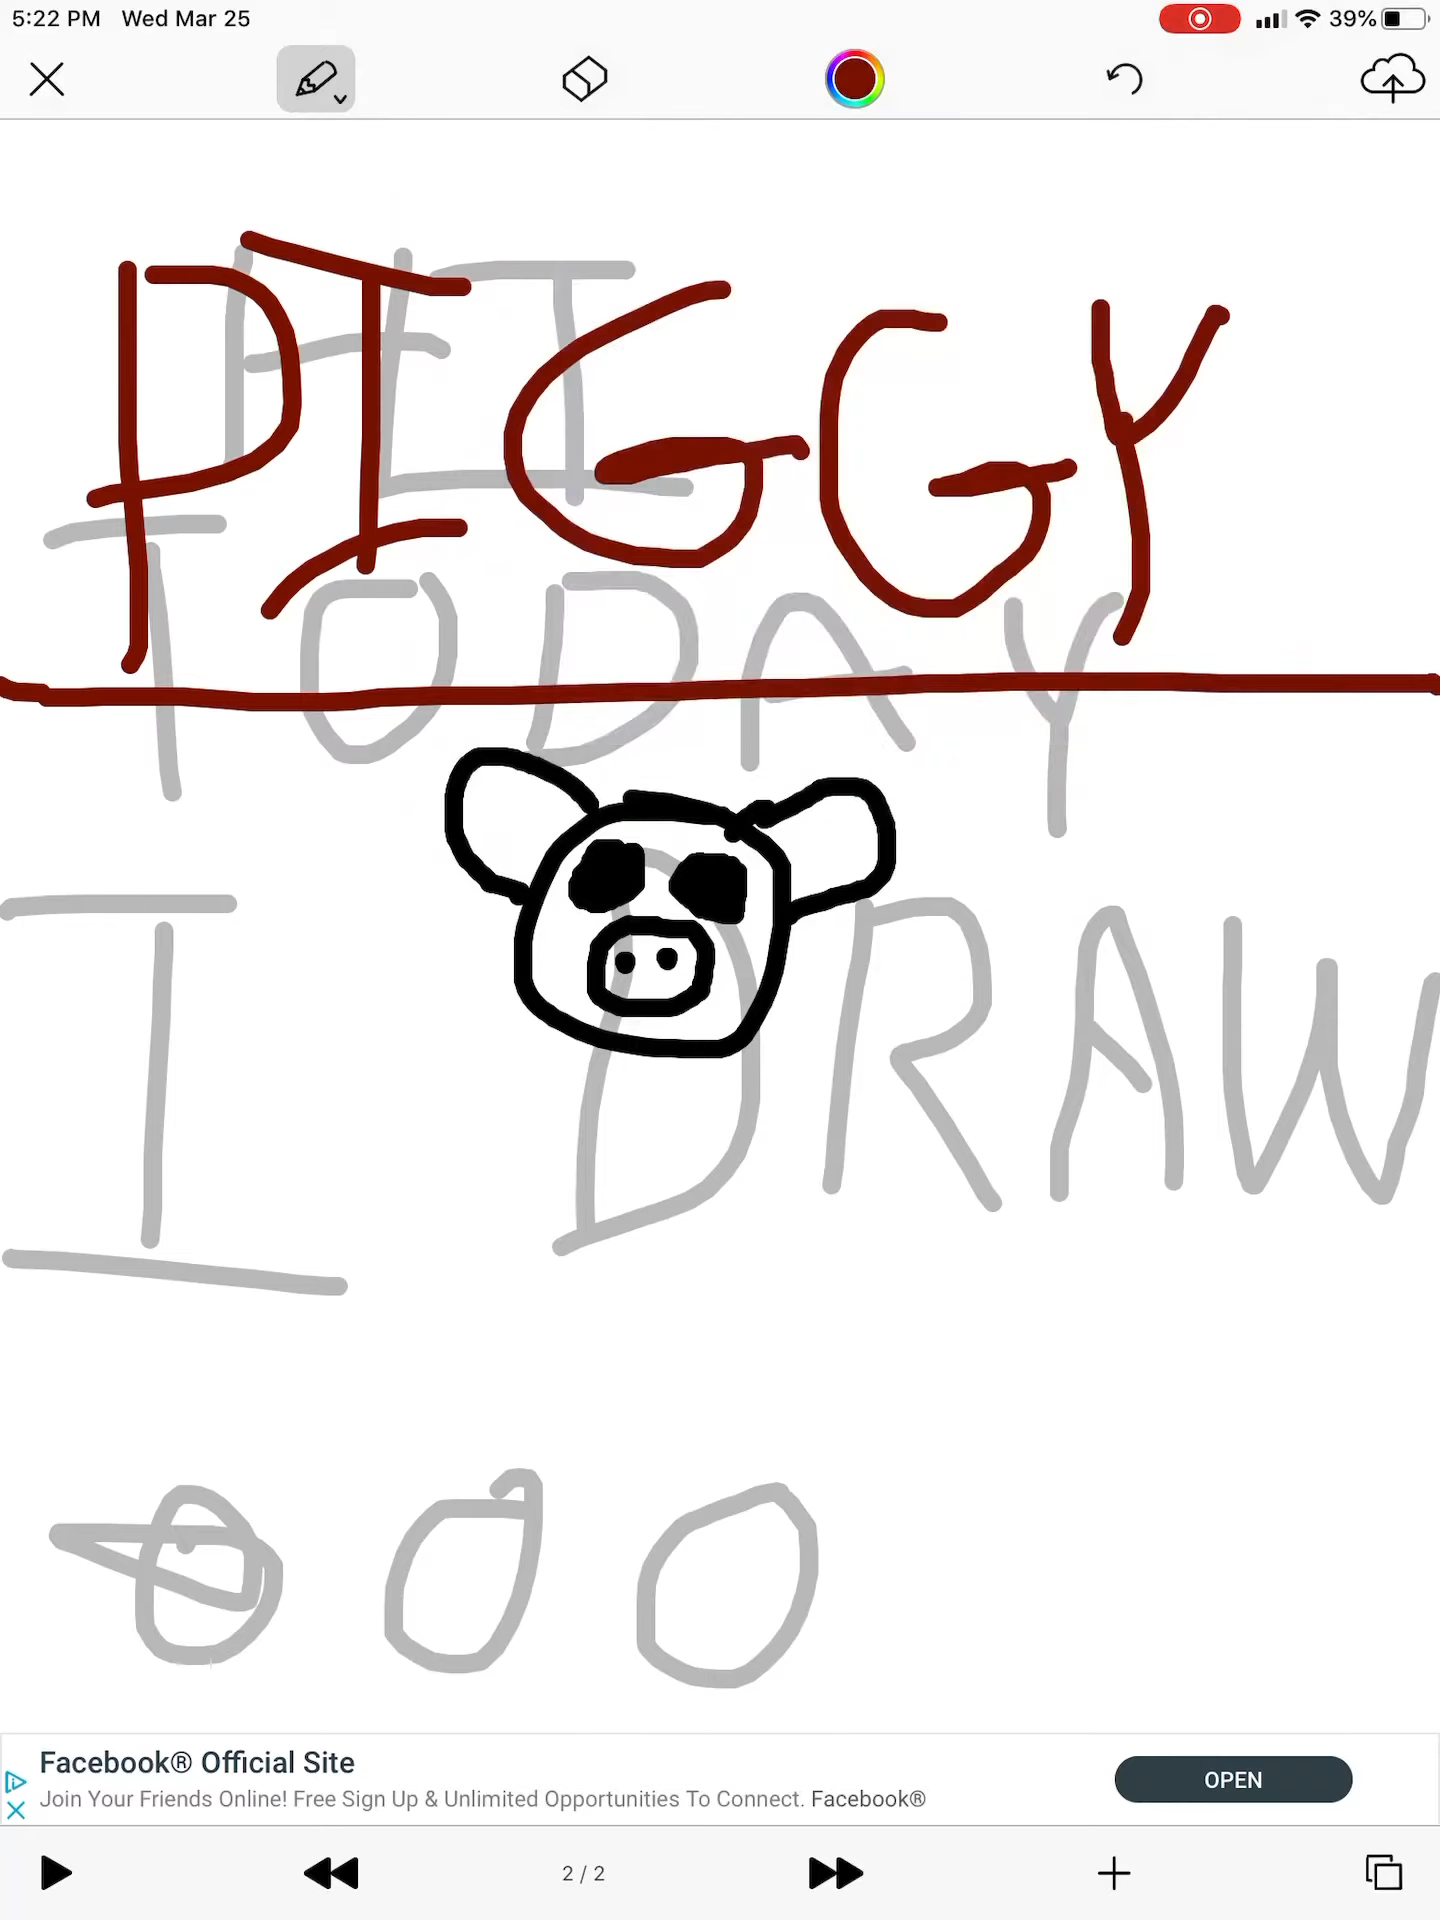 5:22 PM Wed Mar 25 39%
PIGGY
HI
TODAY
I DRAW
Facebook® Official Site
Join Your Friends Online! Free Sign Up & Unlimited Opportunities To Connect. Facebook®
OPEN
2 / 2